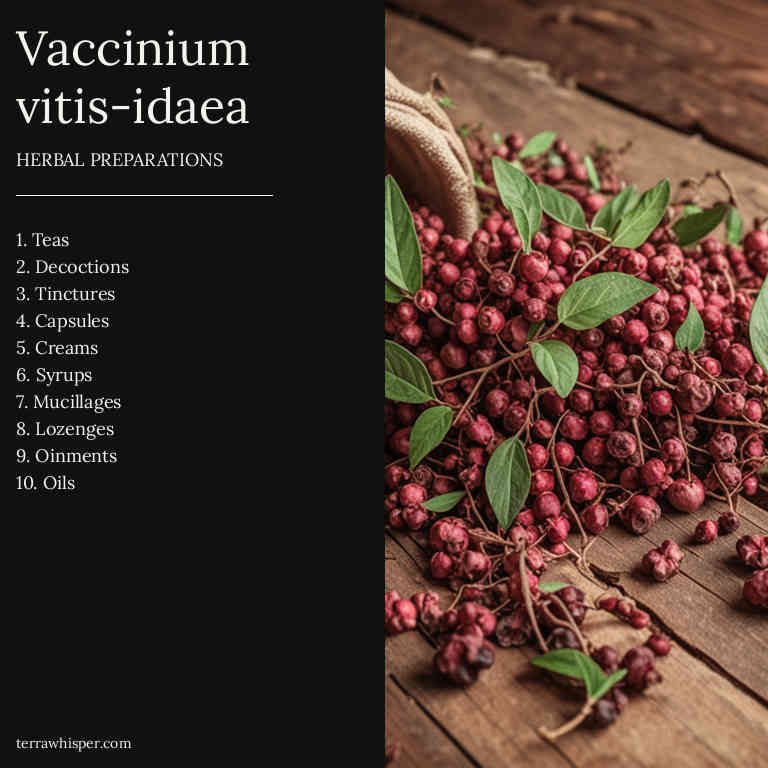 Vaccinium
vitis-idaea
HERBAL PREPARATIONS
1. Teas
2. Decoctions
3. Tinctures
4. Capsules
5. Creams
6. Syrups
7. Mucillages
8. Lozenges
9. Oinments
10. Oils
terrawhisper.com